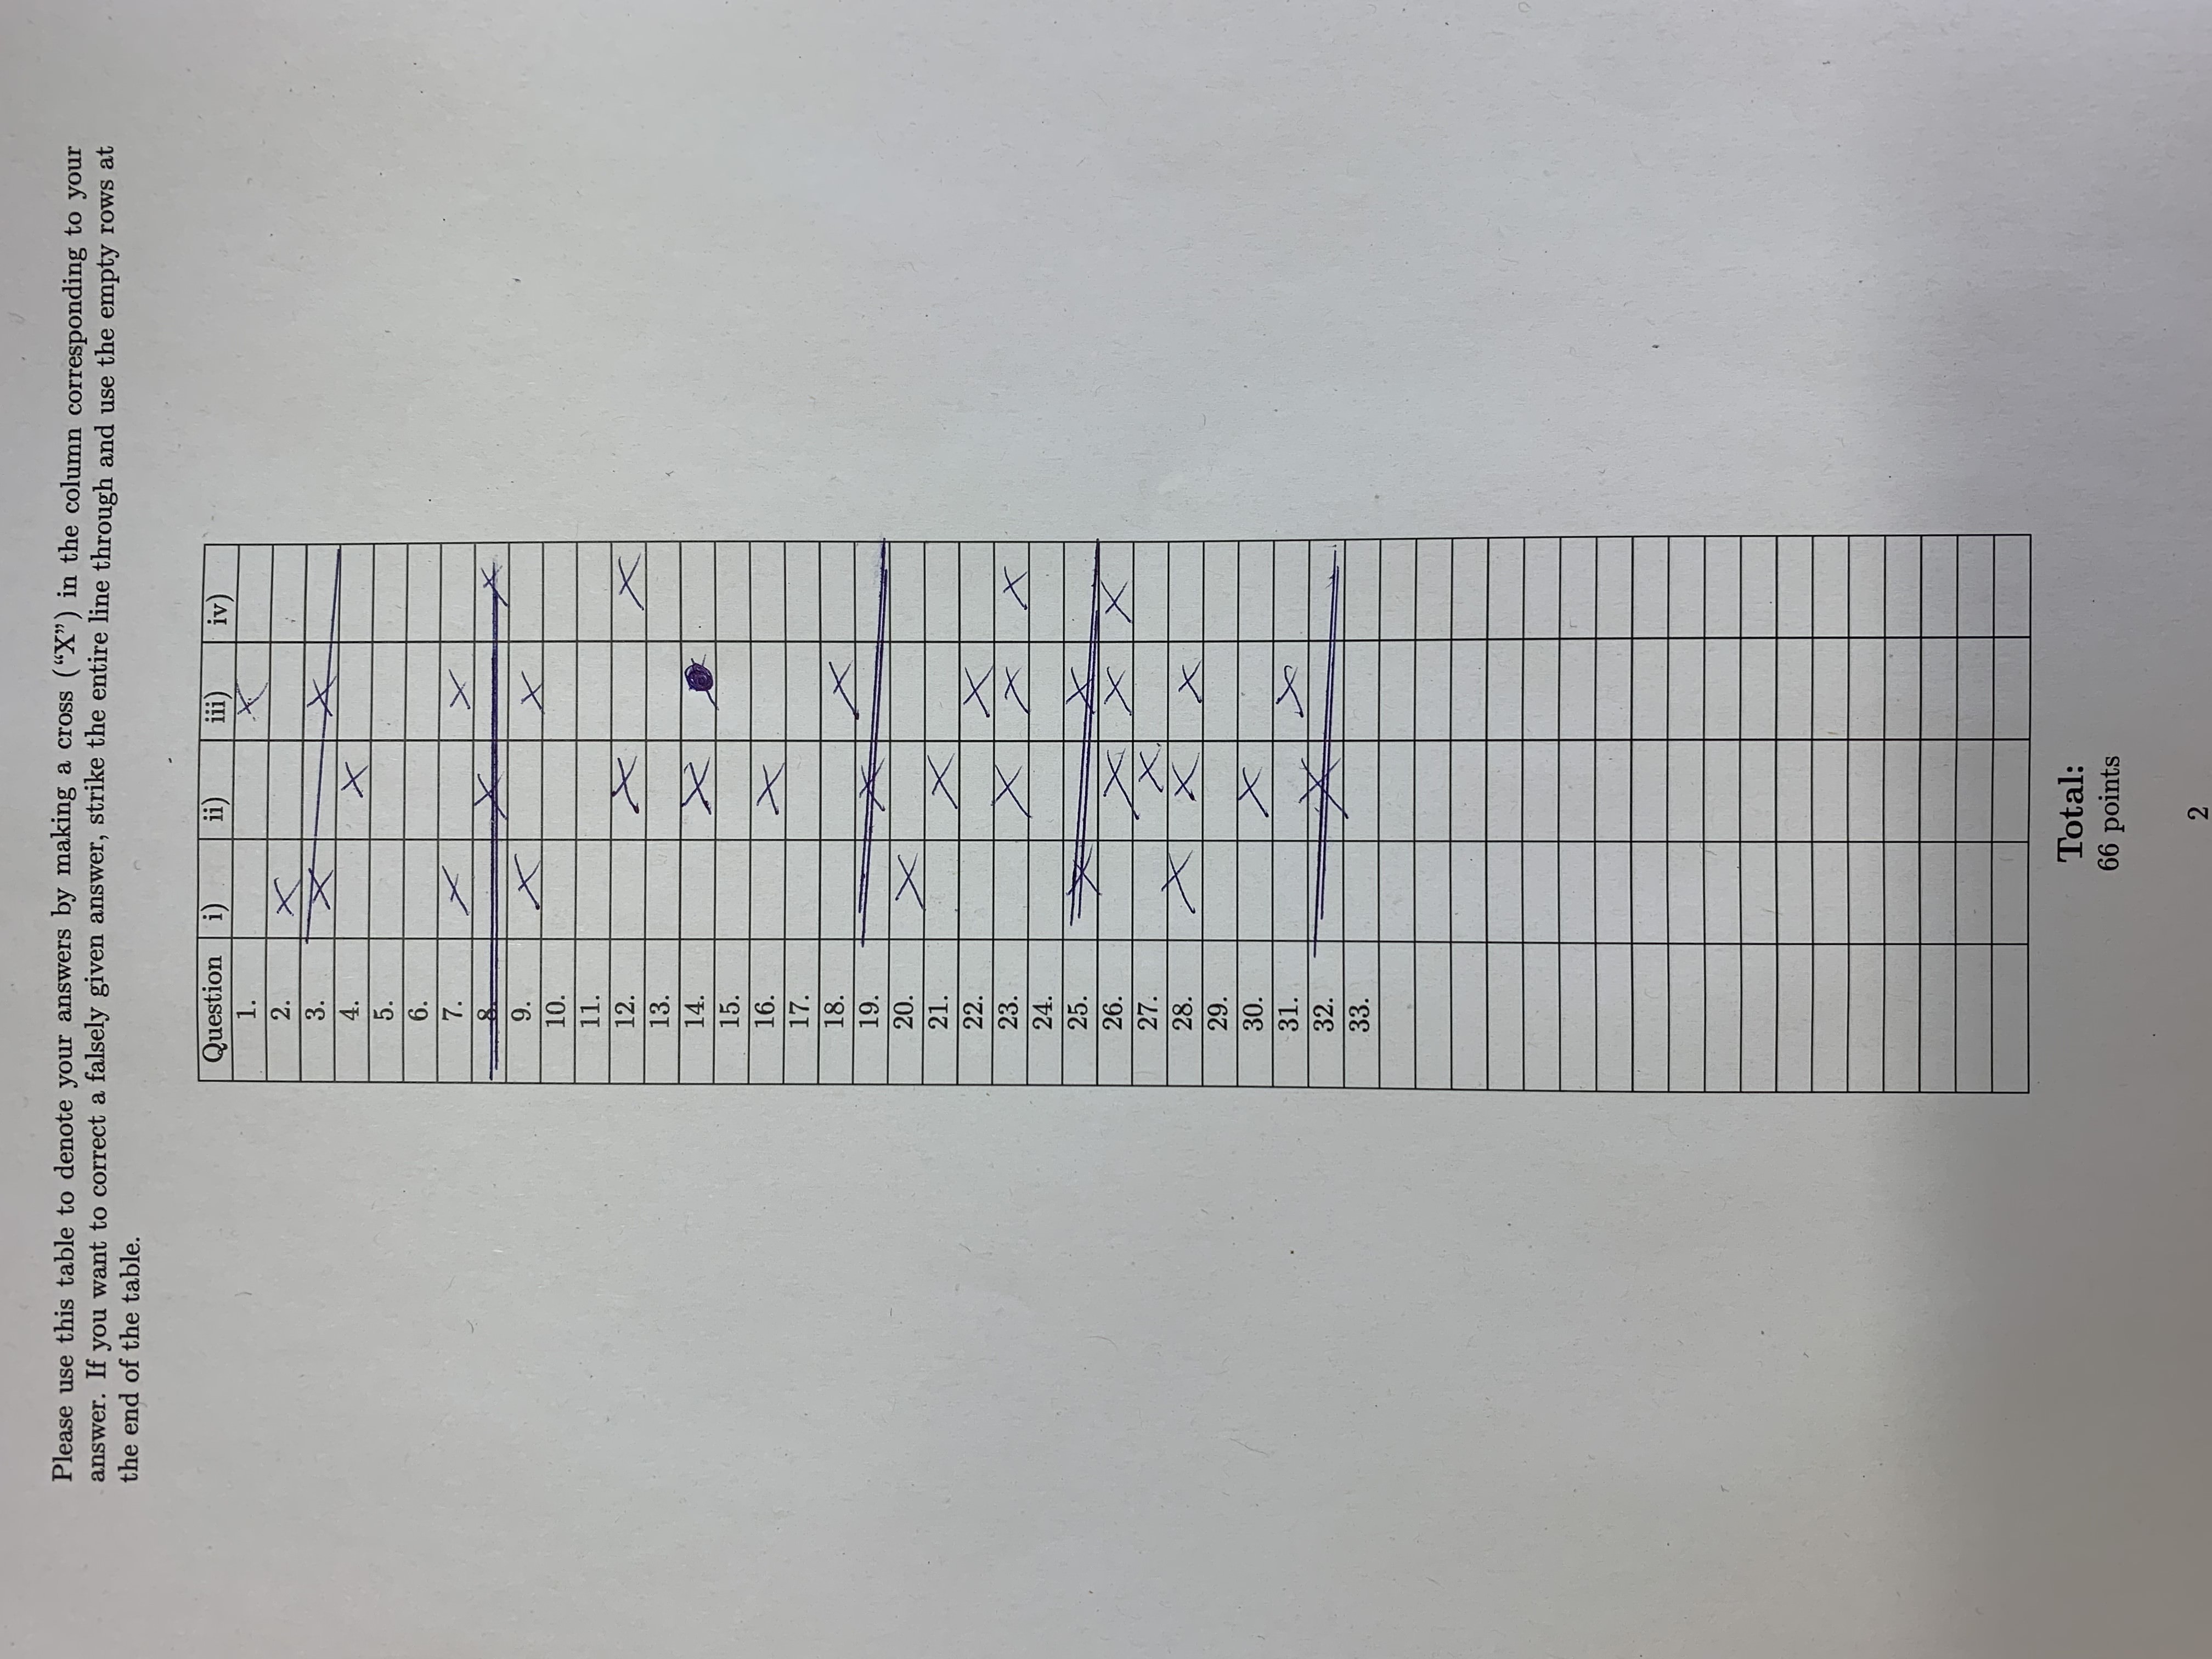 Please use this table to denote your answers by making a cross (“X”) in the column corresponding to your
answer. If you want to correct a falsely given answer, strike the entire line through and use the empty rows at
the end of the table.
Question i) ii) iii) iv)
1. X
2. X
3. X X
4. X
5.
6.
7. X X
8. X X
9. X X
10.
11.
12. X X
13.
14. X
15.
16. X
17.
18. X
19. X
20. X
21. X
22. X
23. X X X
24.
25. X X
26. X X X
27. X
28. X X X
29.
30. X
31. X
32. X
33.
Total:
66 points
2